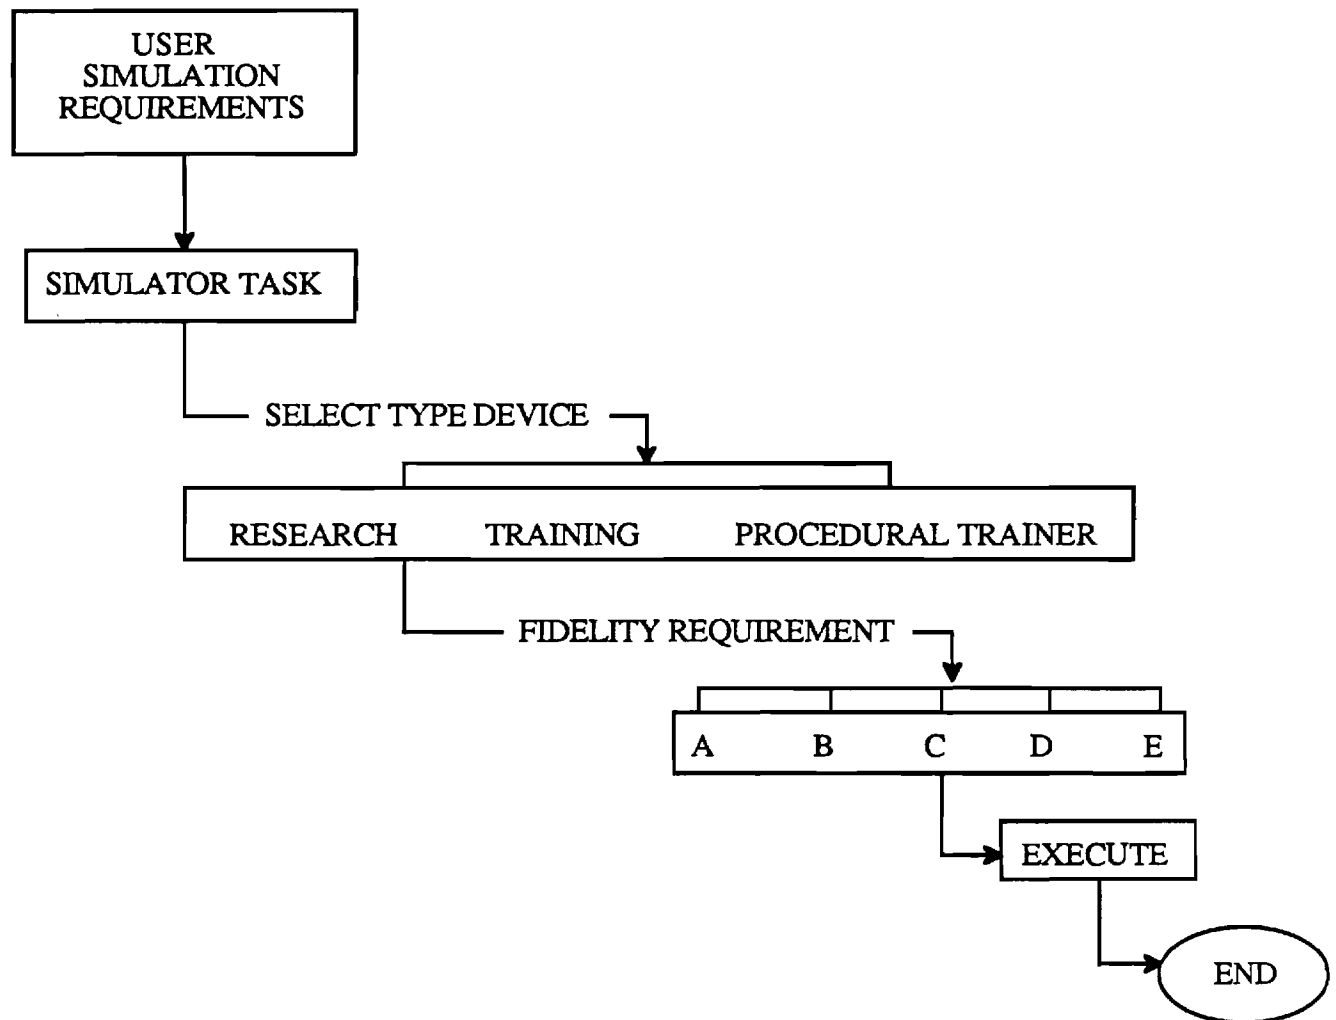 USER
SIMULATION
REQUIREMENTS
SIMULATOR TASK
SELECT TYPE DEVICE
RESEARCH TRAINING PROCEDURAL TRAINER
FIDELITY REQUIREMENT
A B C D E
EXECUTE
END